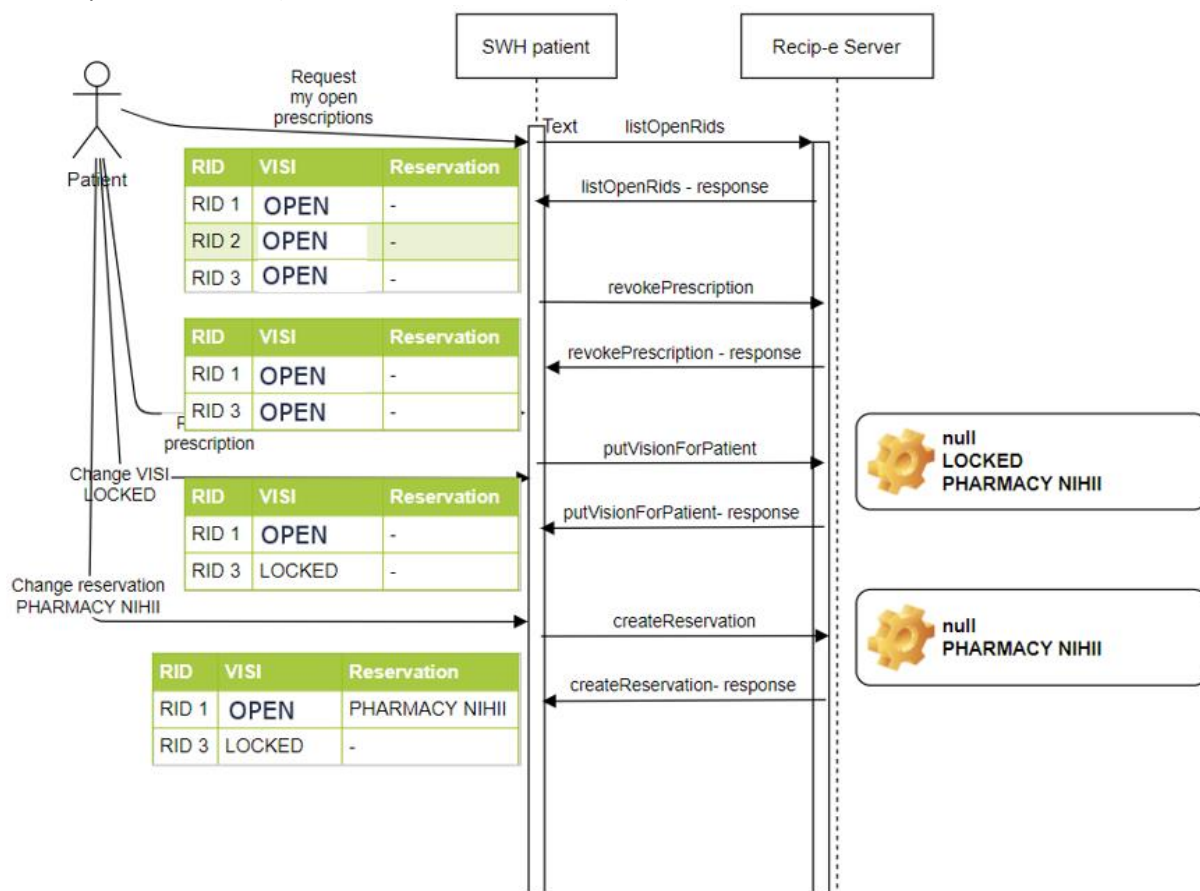 SWH patient
Recip-e Server
Request
my open
prescriptions
Text
listOpenRids
Patient
RID VISI Reservation
RID 1 OPEN -
RID 2 OPEN -
RID 3 OPEN -
listOpenRids - response
revokePrescription
RID VISI Reservation
RID 1 OPEN -
RID 3 OPEN -
revokePrescription - response
prescription
putVisionForPatient
null
LOCKED
PHARMACY NIHII
Change VISI
LOCKED
RID VISI Reservation
RID 1 OPEN -
RID 3 LOCKED -
putVisionForPatient- response
Change reservation
PHARMACY NIHII
createReservation
null
PHARMACY NIHII
RID VISI Reservation
RID 1 OPEN PHARMACY NIHII
RID 3 LOCKED -
createReservation- response